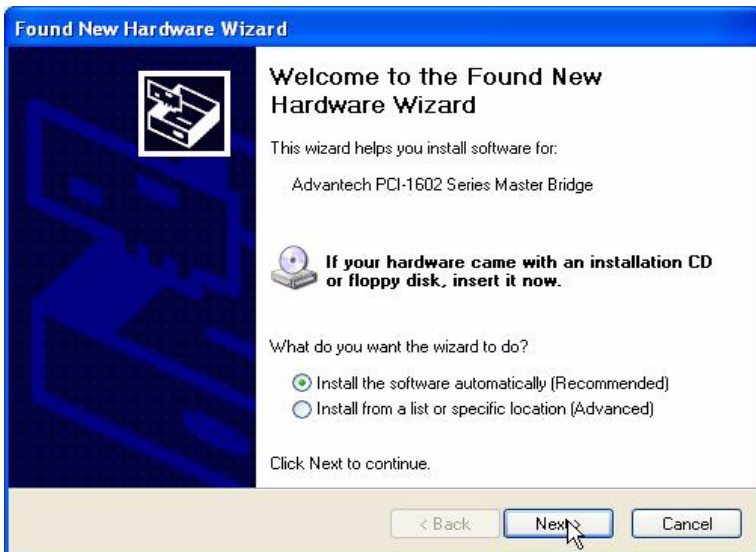 Found New Hardware Wizard
Welcome to the Found New
Hardware Wizard
This wizard helps you install software for:
Advantech PCI-1602 Series Master Bridge
If your hardware came with an installation CD
or floppy disk, insert it now.
What do you want the wizard to do?
Install the software automatically (Recommended)
Install from a list or specific location (Advanced)
Click Next to continue.
< Back Next > Cancel